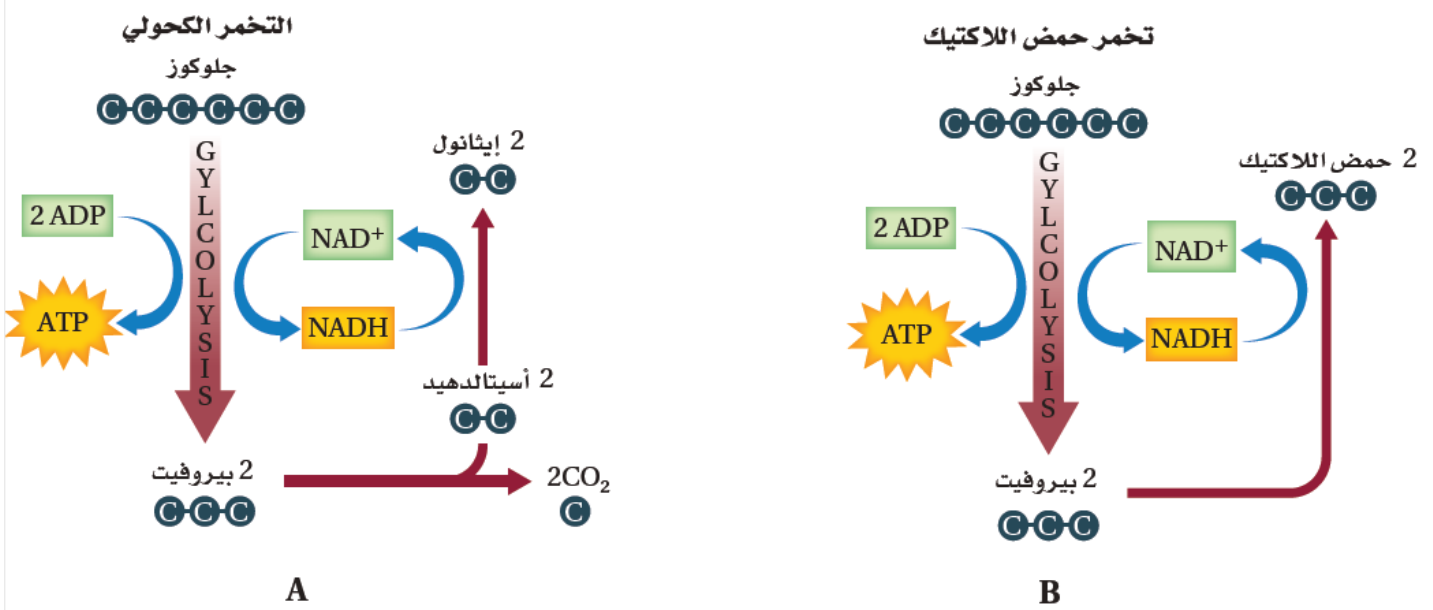 التخمر الكحولي
جلوكوز
C C C C C C
GYLCOLYSIS
2 ADP
ATP
NAD⁺
NADH
2 إيثانول
C C
2 أسيتالدهيد
C C
2 بيروفيت
C C C
2CO₂
C
A
تخمر حمض اللاكتيك
جلوكوز
C C C C C C
GYLCOLYSIS
2 ADP
ATP
NAD⁺
NADH
2 حمض اللاكتيك
C C C
2 بيروفيت
C C C
B